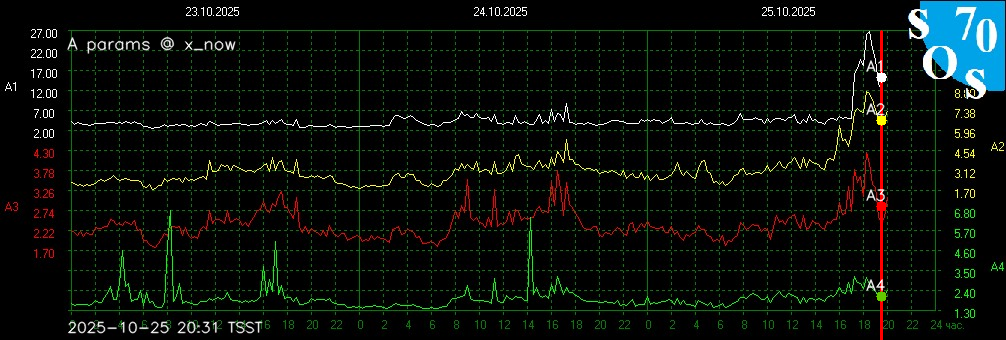 23.10.2025 24.10.2025 25.10.2025
A params @ x_now
S 70
O
S
A1
27.00
22.00
17.00
12.00
7.00
2.00
A3
4.30
3.78
3.26
2.74
2.22
1.70
A1
A2
A3
A4
A2
8.80
7.38
5.96
4.54
3.12
1.70
A4
6.80
5.70
4.60
3.50
2.40
1.30
2025-10-25 20:31 TSST
16 18 20 22 0 2 4 6 8 10 12 14 16 18 20 22 0 2 4 6 8 10 12 14 16 18 20 22 24 час.